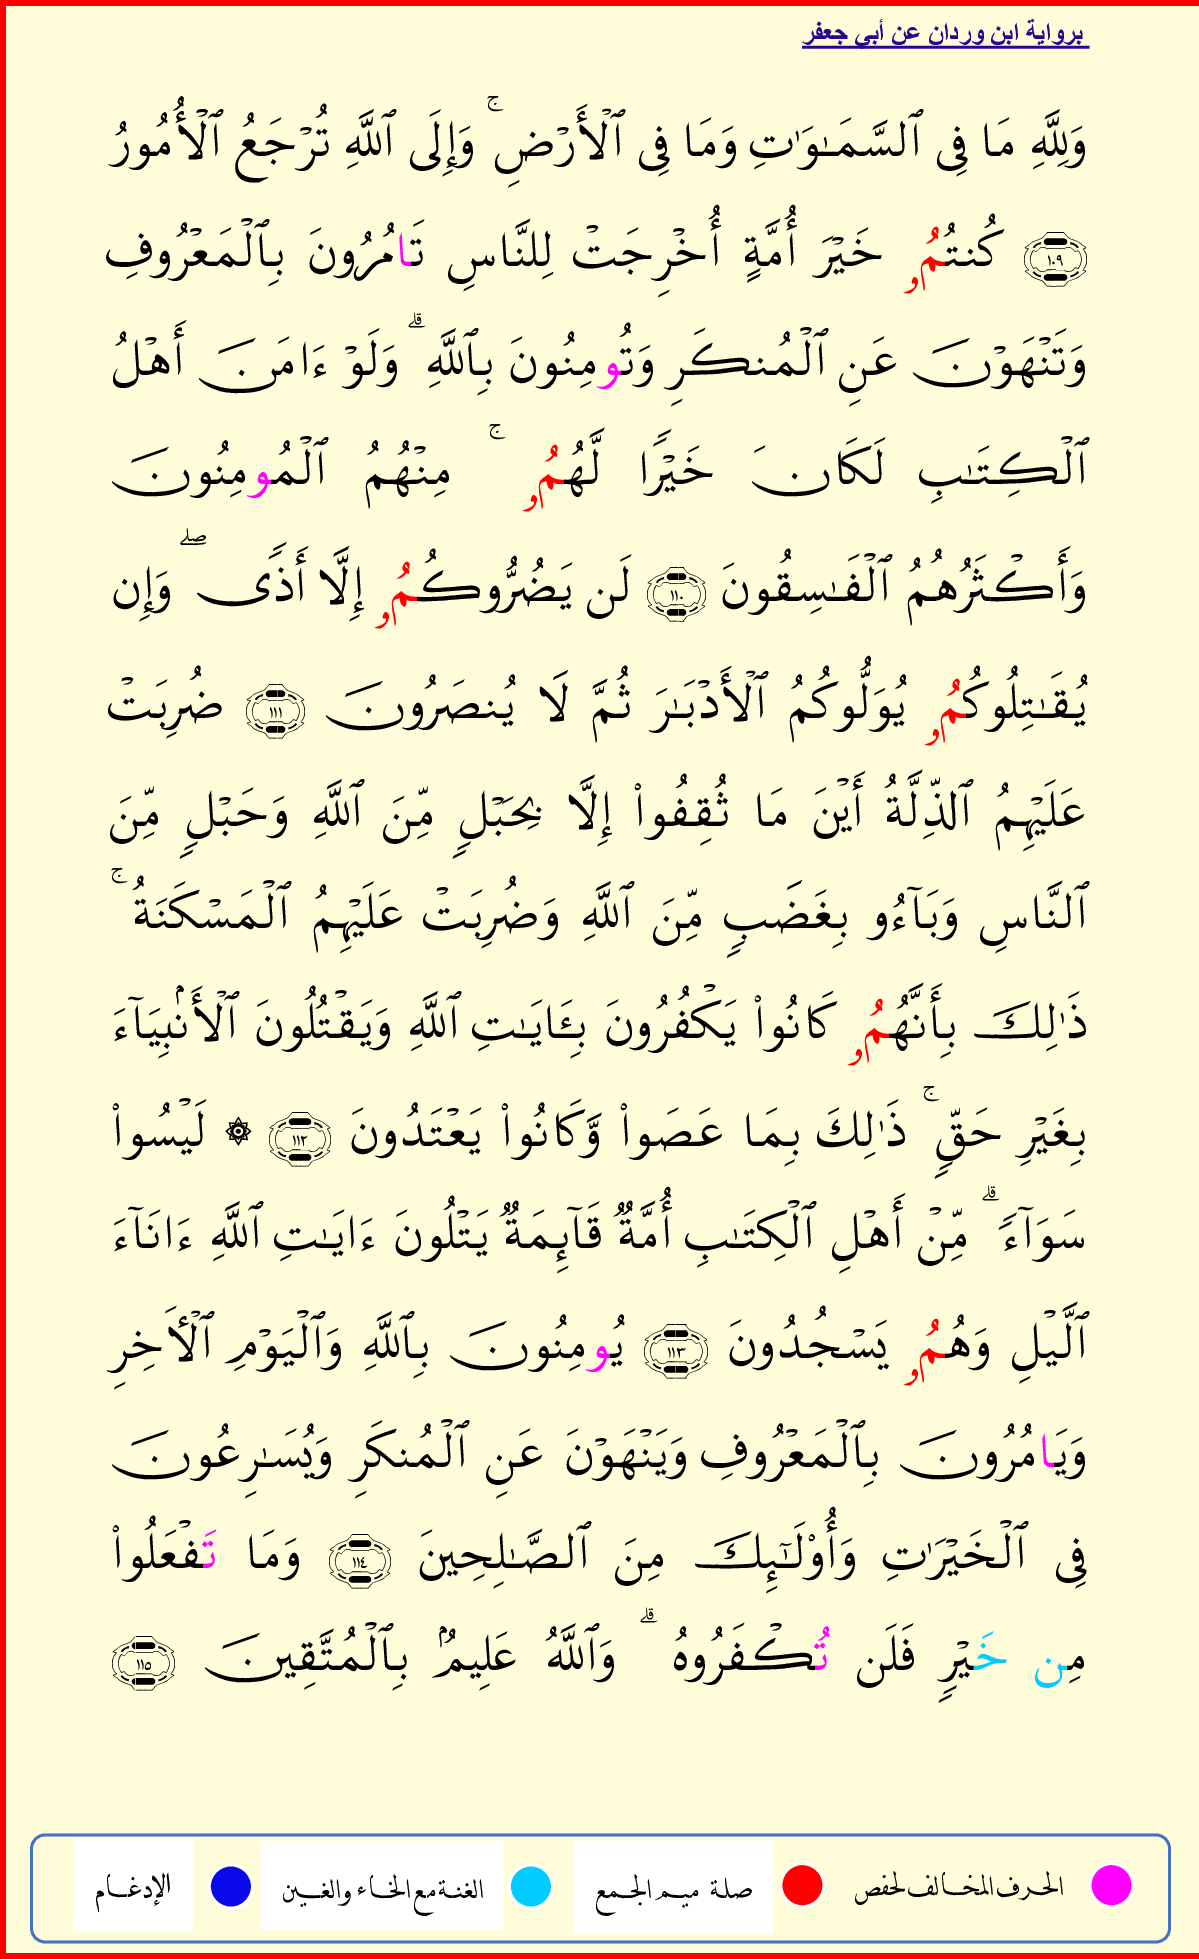 برواية ابن وردان عن أبي جعفر
وَلِلَّهِ مَا فِي ٱلسَّمَـٰوَٰتِ وَمَا فِي ٱلۡأَرۡضِۚ وَإِلَى ٱللَّهِ تُرۡجَعُ ٱلۡأُمُورُ
١٠٩ كُنتُمُۥ خَيۡرَ أُمَّةٍ أُخۡرِجَتۡ لِلنَّاسِ تَامُرُونَ بِٱلۡمَعۡرُوفِ
وَتَنۡهَوۡنَ عَنِ ٱلۡمُنكَرِ وَتُومِنُونَ بِٱللَّهِۗ وَلَوۡ ءَامَنَ أَهۡلُ
ٱلۡكِتَـٰبِ لَكَانَ خَيۡرًا لَّهُمُۥۚ مِنۡهُمُ ٱلۡمُومِنُونَ
وَأَكۡثَرُهُمُ ٱلۡفَـٰسِقُونَ ١١٠ لَن يَضُرُّوكُمُۥ إِلَّا أَذًىۖ وَإِن
يُقَـٰتِلُوكُمُۥ يُوَلُّوكُمُ ٱلۡأَدۡبَـٰرَ ثُمَّ لَا يُنصَرُونَ ١١١ ضُرِبَتۡ
عَلَيۡهِمُ ٱلذِّلَّةُ أَيۡنَ مَا ثُقِفُواْ إِلَّا بِحَبۡلٍ مِّنَ ٱللَّهِ وَحَبۡلٍ مِّنَ
ٱلنَّاسِ وَبَآءُو بِغَضَبٍ مِّنَ ٱللَّهِ وَضُرِبَتۡ عَلَيۡهِمُ ٱلۡمَسۡكَنَةُۚ
ذَٰلِكَ بِأَنَّهُمُۥ كَانُواْ يَكۡفُرُونَ بِـَٔايَـٰتِ ٱللَّهِ وَيَقۡتُلُونَ ٱلۡأَنۢبِيَآءَ
بِغَيۡرِ حَقٍّۚ ذَٰلِكَ بِمَا عَصَواْ وَّكَانُواْ يَعۡتَدُونَ ١١٢ ۞ لَيۡسُواْ
سَوَآءًۗ مِّنۡ أَهۡلِ ٱلۡكِتَـٰبِ أُمَّةٌ قَآئِمَةٌ يَتۡلُونَ ءَايَـٰتِ ٱللَّهِ ءَانَآءَ
ٱلَّيۡلِ وَهُمُۥ يَسۡجُدُونَ ١١٣ يُومِنُونَ بِٱللَّهِ وَٱلۡيَوۡمِ ٱلۡأَخِرِ
وَيَامُرُونَ بِٱلۡمَعۡرُوفِ وَيَنۡهَوۡنَ عَنِ ٱلۡمُنكَرِ وَيُسَـٰرِعُونَ
فِي ٱلۡخَيۡرَٰتِ وَأُوْلَـٰٓئِكَ مِنَ ٱلصَّـٰلِحِينَ ١١٤ وَمَا تَفۡعَلُواْ
مِن خَيۡرٍ فَلَن تُكۡفَرُوهُۗ وَٱللَّهُ عَلِيمٌۢ بِٱلۡمُتَّقِينَ ١١٥
الحرف المخالف لحفص صلة ميم الجمع الغنة مع الخاء والغين الإدغام